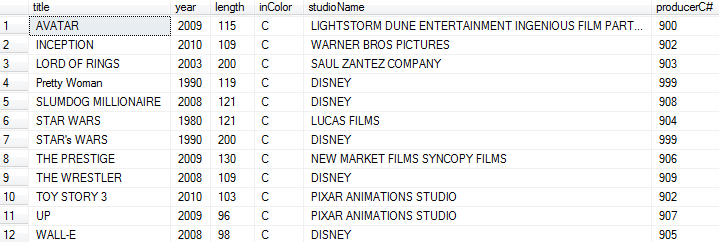 title year length inColor studioName producerC#
1 AVATAR 2009 115 C LIGHTSTORM DUNE ENTERTAINMENT INGENIOUS FILM PART... 900
2 INCEPTION 2010 109 C WARNER BROS PICTURES 902
3 LORD OF RINGS 2003 200 C SAUL ZANTEZ COMPANY 903
4 Pretty Woman 1990 119 C DISNEY 999
5 SLUMDOG MILLIONAIRE 2008 121 C DISNEY 908
6 STAR WARS 1980 121 C LUCAS FILMS 904
7 STAR's WARS 1990 200 C DISNEY 999
8 THE PRESTIGE 2009 130 C NEW MARKET FILMS SYNCOPY FILMS 906
9 THE WRESTLER 2008 109 C DISNEY 909
10 TOY STORY 3 2010 103 C PIXAR ANIMATIONS STUDIO 902
11 UP 2009 96 C PIXAR ANIMATIONS STUDIO 907
12 WALL-E 2008 98 C DISNEY 905